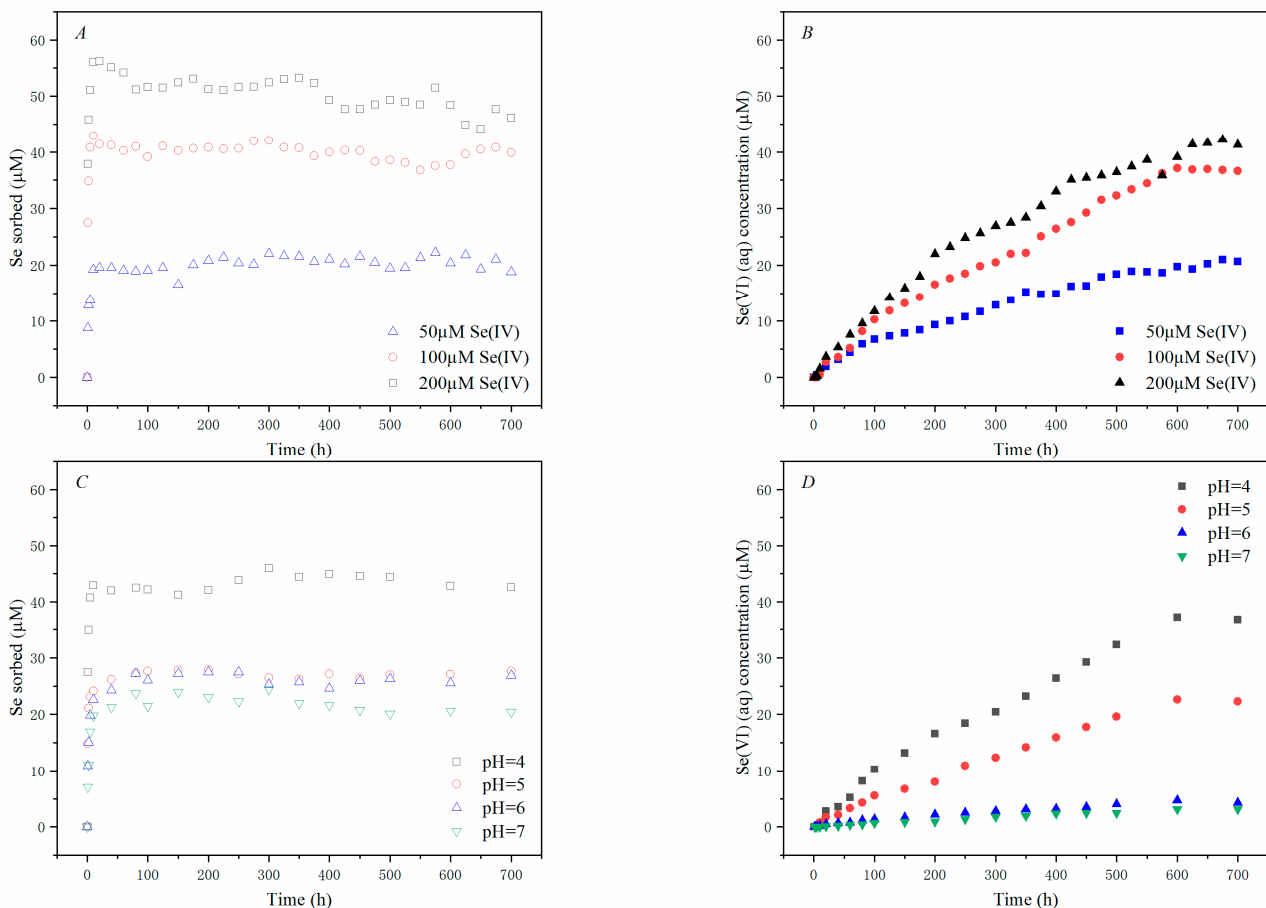 A
Se sorbed (μM)
60
50
40
30
20
10
0
50μM Se(IV)
100μM Se(IV)
200μM Se(IV)
0 100 200 300 400 500 600 700
Time (h)
B
Se(VI) (aq) concentration (μM)
60
50
40
30
20
10
0
50μM Se(IV)
100μM Se(IV)
200μM Se(IV)
0 100 200 300 400 500 600 700
Time (h)
C
Se sorbed (μM)
60
50
40
30
20
10
0
pH=4
pH=5
pH=6
pH=7
0 100 200 300 400 500 600 700
Time (h)
D
Se(VI) (aq) concentration (μM)
60
50
40
30
20
10
0
pH=4
pH=5
pH=6
pH=7
0 100 200 300 400 500 600 700
Time (h)